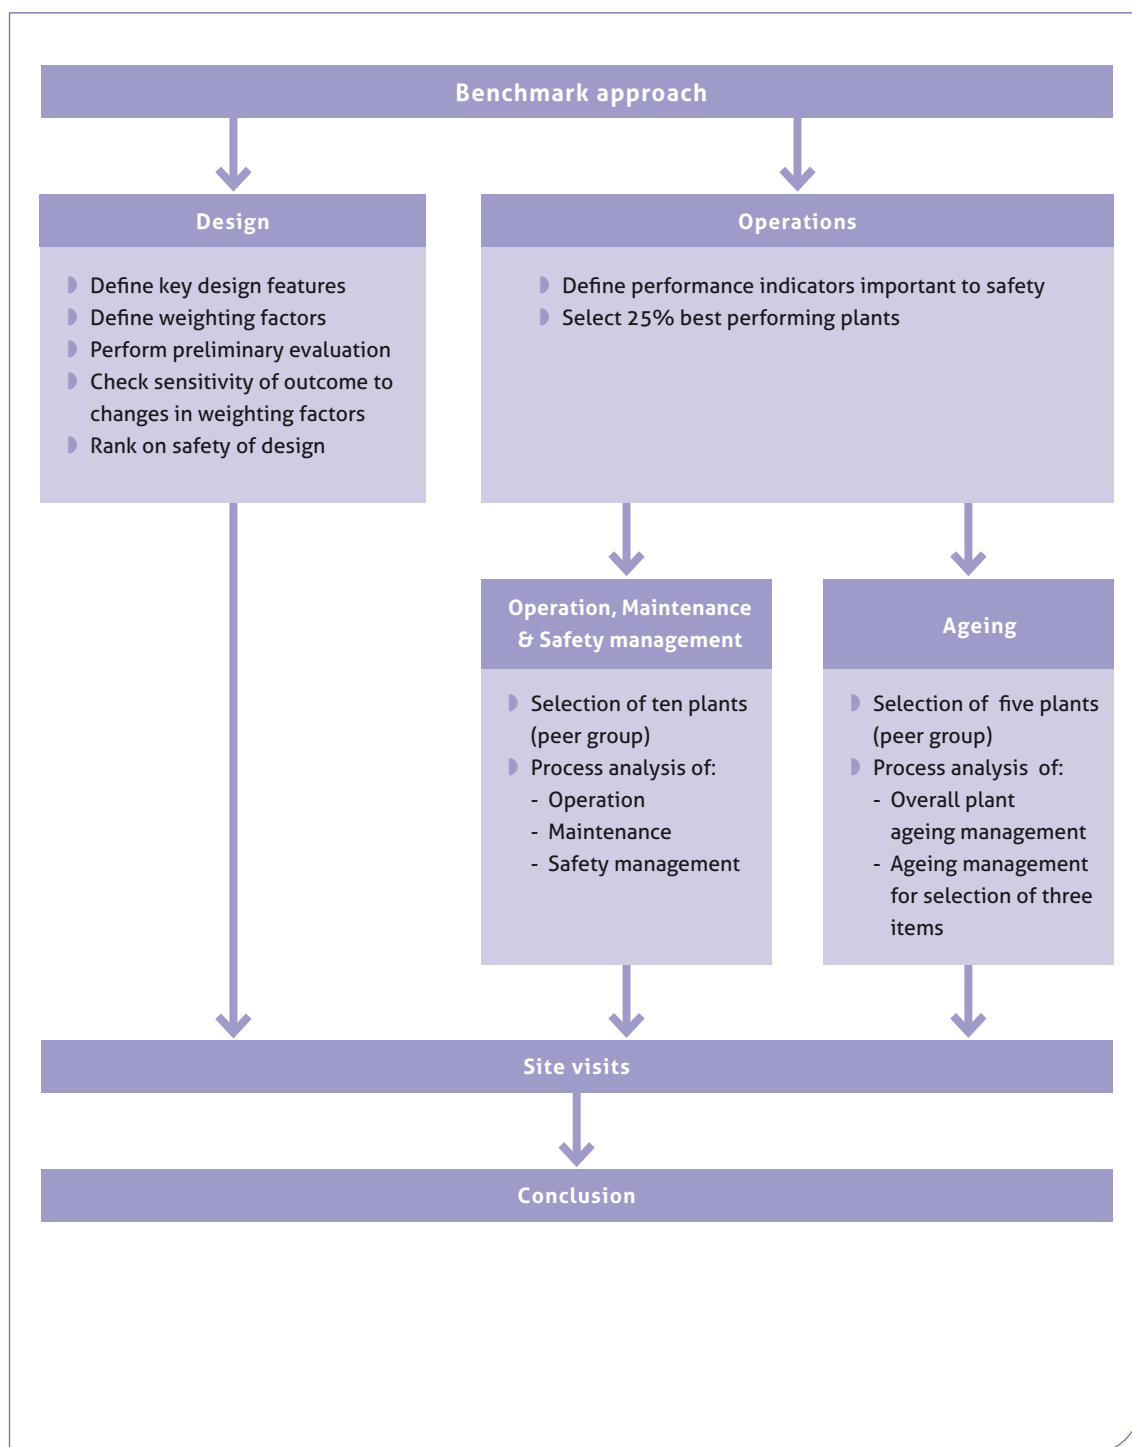 Benchmark approach
Design
Define key design features
Define weighting factors
Perform preliminary evaluation
Check sensitivity of outcome to
changes in weighting factors
Rank on safety of design
Operations
Define performance indicators important to safety
Select 25% best performing plants
Operation, Maintenance
& Safety management
Selection of ten plants
(peer group)
Process analysis of:
- Operation
- Maintenance
- Safety management
Ageing
Selection of five plants
(peer group)
Process analysis of:
- Overall plant
ageing management
- Ageing management
for selection of three
items
Site visits
Conclusion